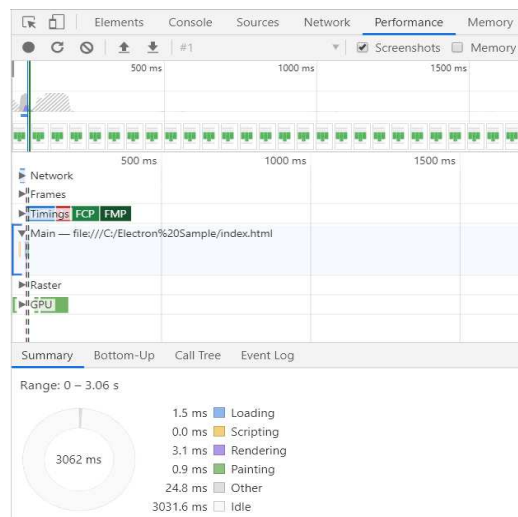 Elements Console Sources Network Performance Memory
#1 Screenshots Memory
500 ms 1000 ms 1500 ms
500 ms 1000 ms 1500 ms
Network
Frames
Timings FCP FMP
Main — file:///C:/Electron%20Sample/index.html
Raster
GPU
Summary Bottom-Up Call Tree Event Log
Range: 0 – 3.06 s
3062 ms
1.5 ms Loading
0.0 ms Scripting
3.1 ms Rendering
0.9 ms Painting
24.8 ms Other
3031.6 ms Idle